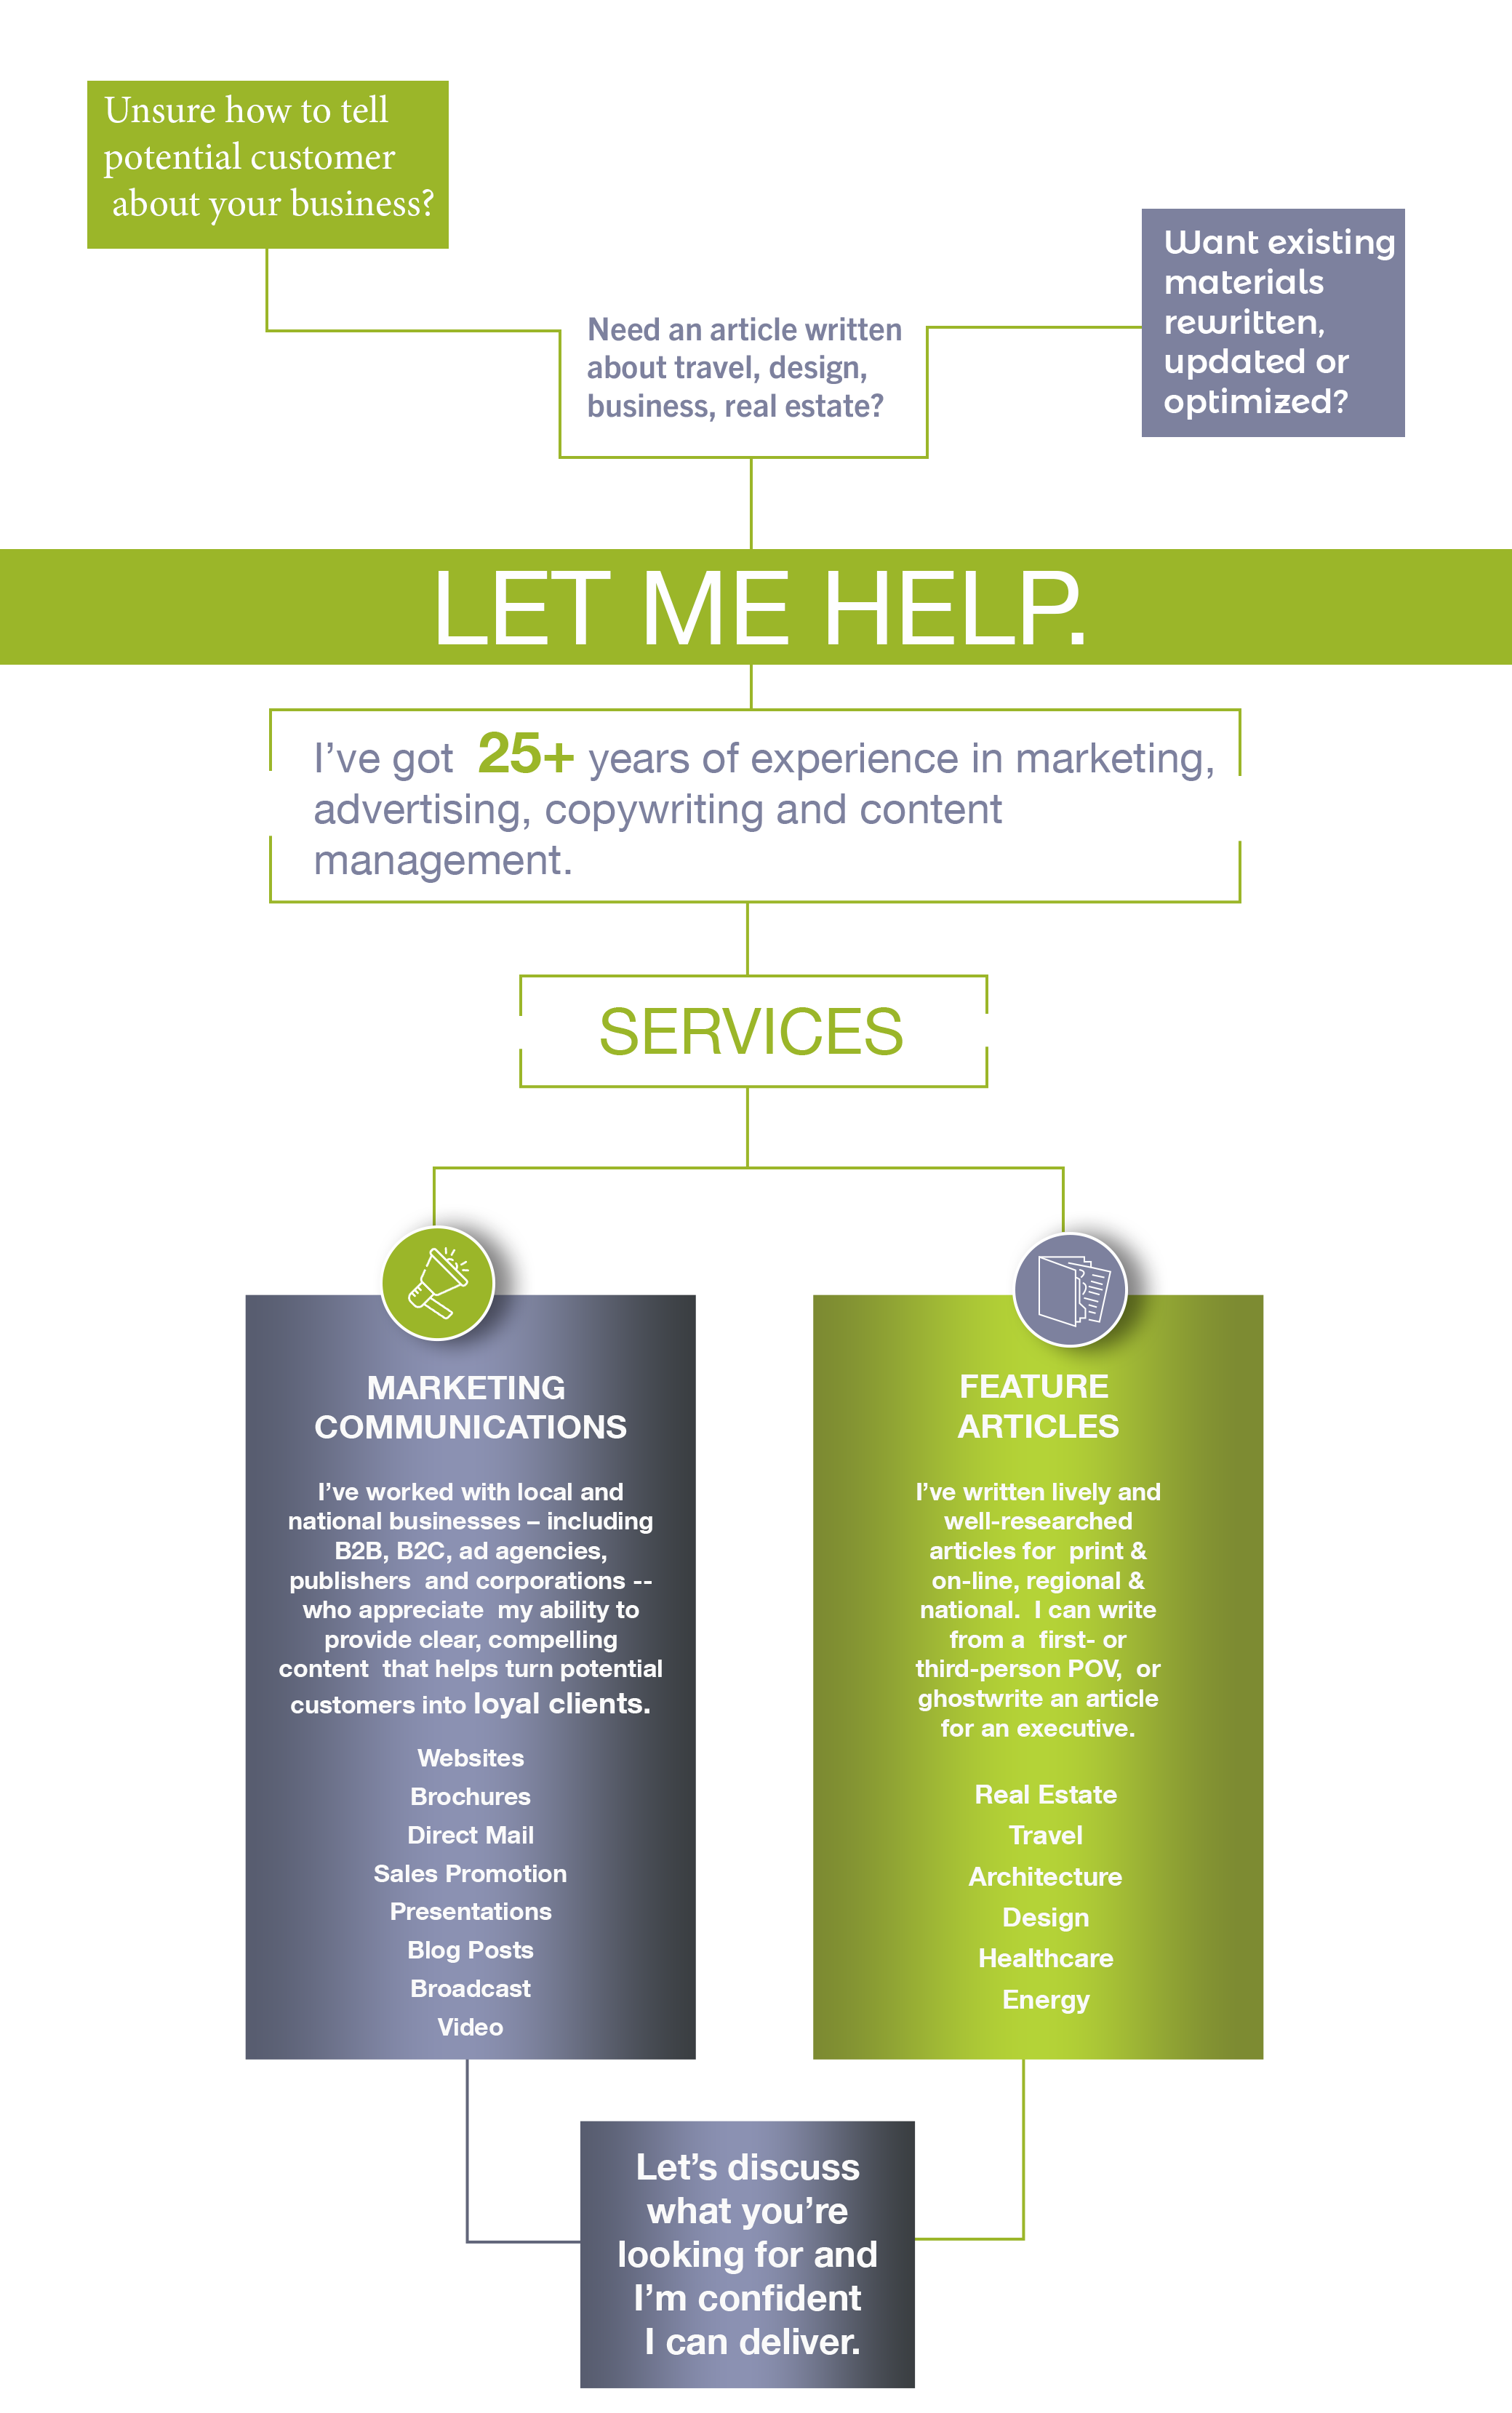 Unsure how to tell
potential customer
about your business?
Want existing
materials
rewritten,
updated or
optimized?
Need an article written
about travel, design,
business, real estate?
LET ME HELP.
I’ve got 25+ years of experience in marketing,
advertising, copywriting and content
management.
SERVICES
MARKETING
COMMUNICATIONS
I’ve worked with local and
national businesses – including
B2B, B2C, ad agencies,
publishers and corporations --
who appreciate my ability to
provide clear, compelling
content that helps turn potential
customers into loyal clients.
Websites
Brochures
Direct Mail
Sales Promotion
Presentations
Blog Posts
Broadcast
Video
FEATURE
ARTICLES
I’ve written lively and
well-researched
articles for print &
on-line, regional &
national. I can write
from a first- or
third-person POV, or
ghostwrite an article
for an executive.
Real Estate
Travel
Architecture
Design
Healthcare
Energy
Let’s discuss
what you’re
looking for and
I’m confident
I can deliver.